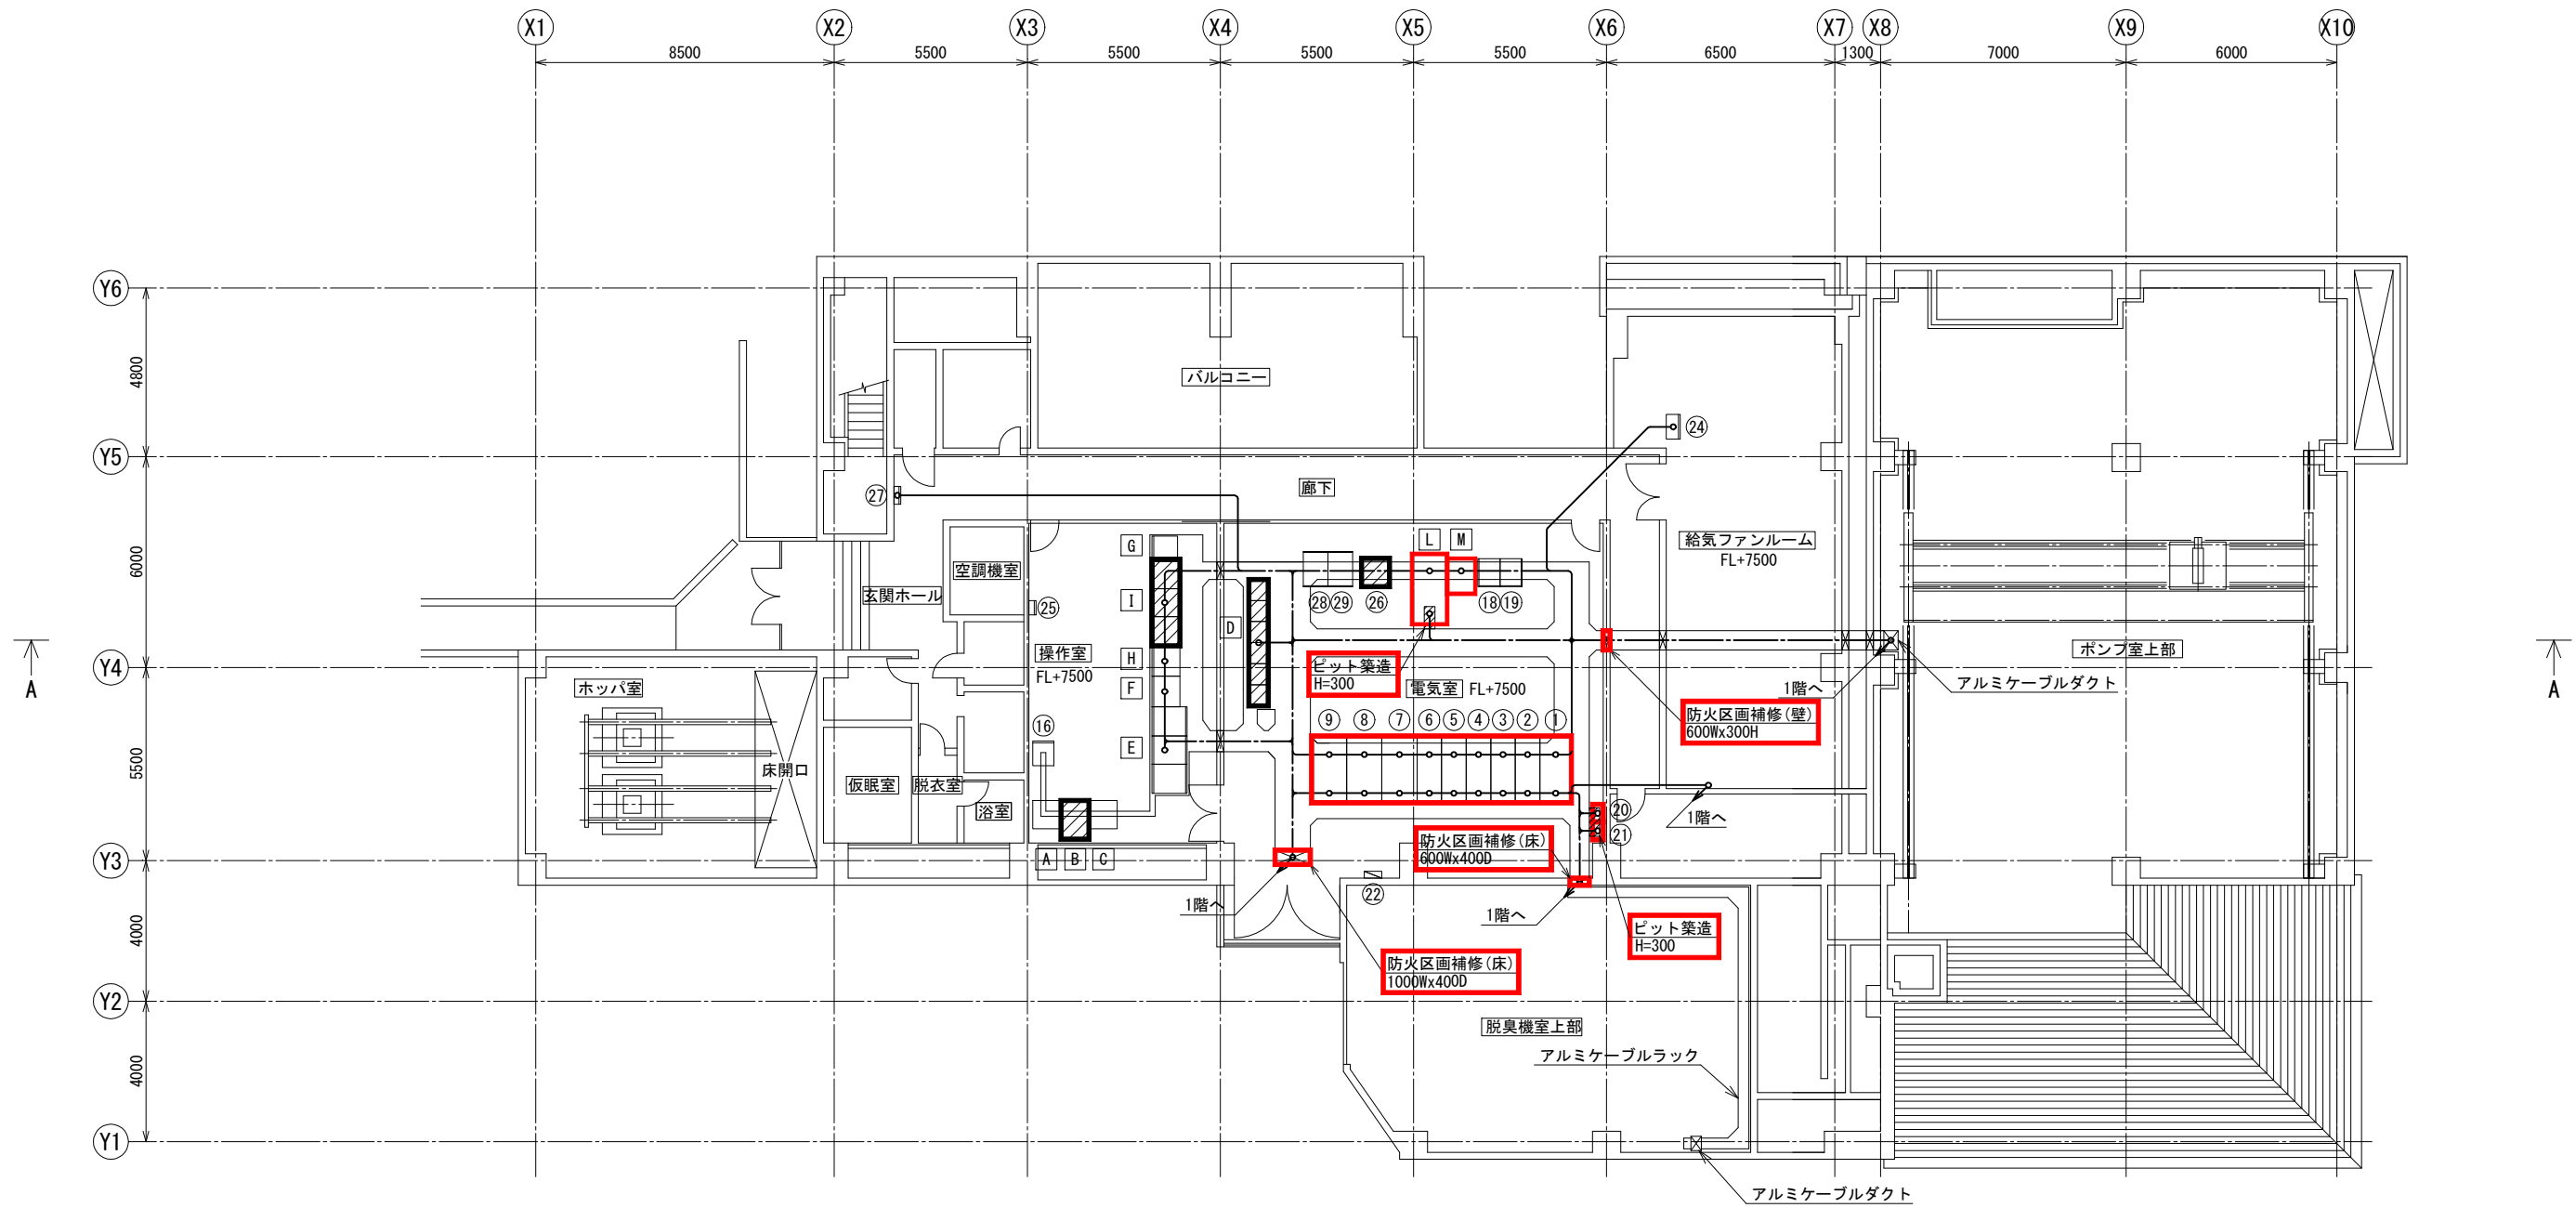 X1 X2 X3 X4 X5 X6 X7 X8 X9 X10
8500 5500 5500 5500 5500 6500 1300 7000 6000
Y6
4800
バルコニー
24
Y5
27
廊下
6000
G
L
M
給気ファンルーム
FL+7500
空調機室
玄関ホール
25
I
28 29 26 18 19
D
A
A
操作室
FL+7500
H
ポンプ室上部
Y4
ピット築造
H=300
電気室 FL+7500
1階へ
アルミケーブルダクト
ホッパ室
F
防火区画補修(壁)
600Wx300H
16
E
9 8 7 6 5 4 3 2 1
5500
床開口
仮眠室
脱衣室
浴室
20
21
1階へ
防火区画補修(床)
600Wx400D
Y3
A B C
22
1階へ
1階へ
4000
ピット築造
H=300
防火区画補修(床)
1000Wx400D
Y2
脱臭機室上部
アルミケーブルラック
4000
Y1
アルミケーブルダクト